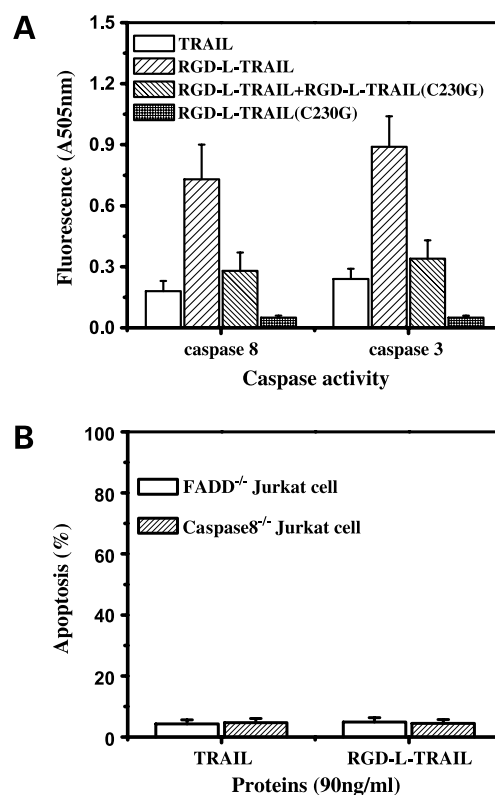 A
TRAIL
RGD-L-TRAIL
RGD-L-TRAIL+RGD-L-TRAIL(C230G)
RGD-L-TRAIL(C230G)
Fluorescence (A505nm)
1.5
1.2
0.9
0.6
0.3
0.0
caspase 8
caspase 3
Caspase activity
B
FADD-/- Jurkat cell
Caspase8-/- Jurkat cell
Apoptosis (%)
100
80
60
40
20
0
TRAIL
RGD-L-TRAIL
Proteins (90ng/ml)